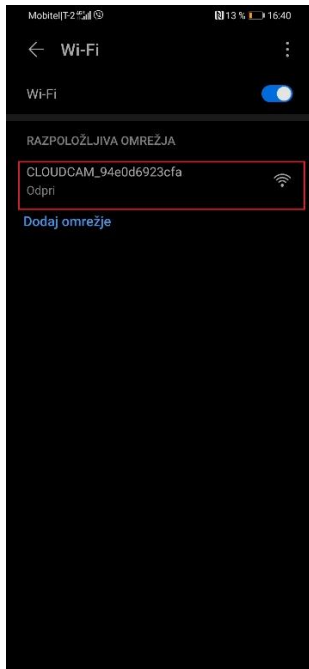 Mobitel|T-2 13 % 16:40
Wi-Fi
Wi-Fi
RAZPOLOŽLJIVA OMREŽJA
CLOUDCAM_94e0d6923cfa
Odpri
Dodaj omrežje